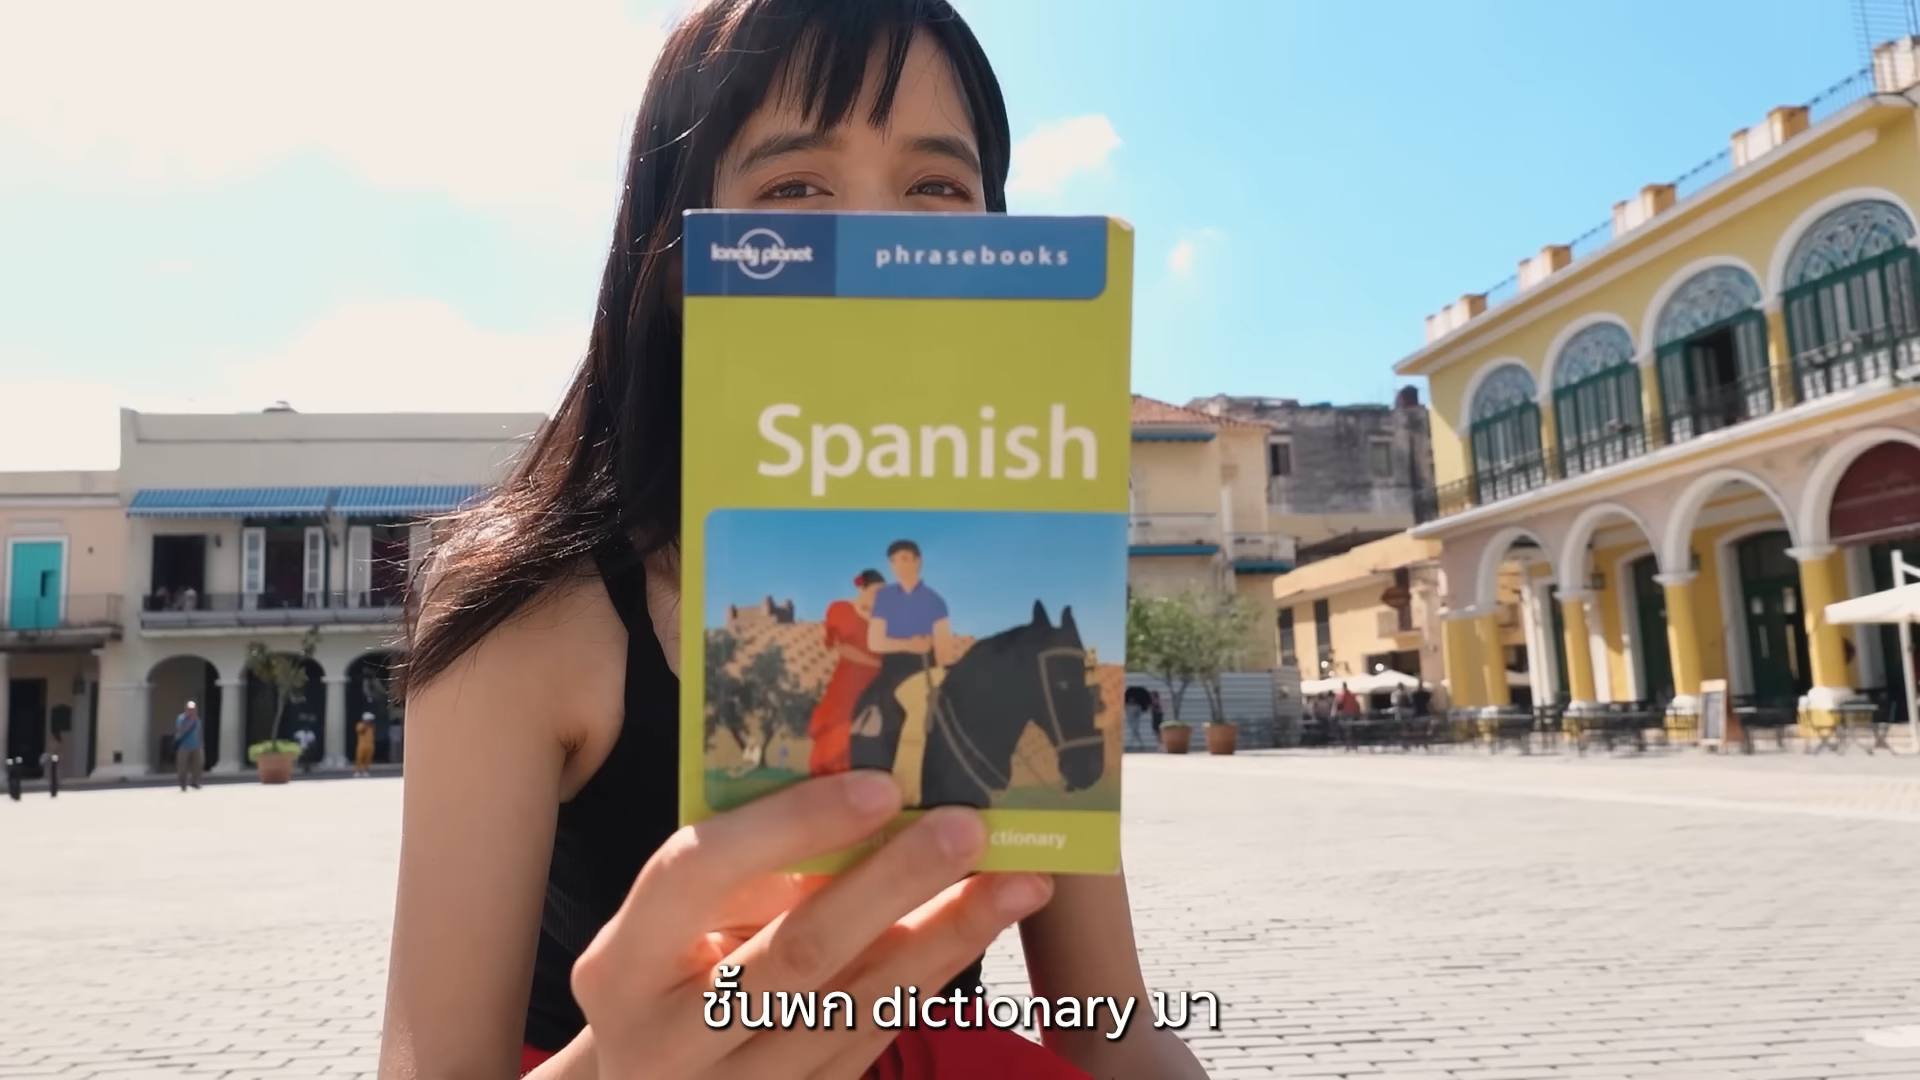 lonely planet
phrasebooks
Spanish
ctionary
ชั้นพก dictionary มา